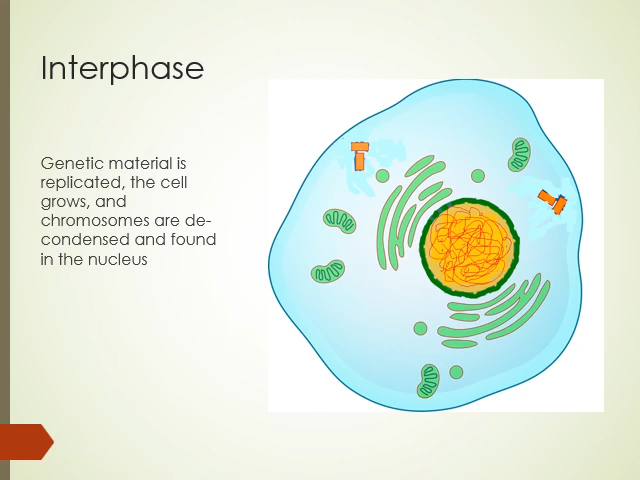 Interphase
Genetic material is
replicated, the cell
grows, and
chromosomes are de-
condensed and found
in the nucleus